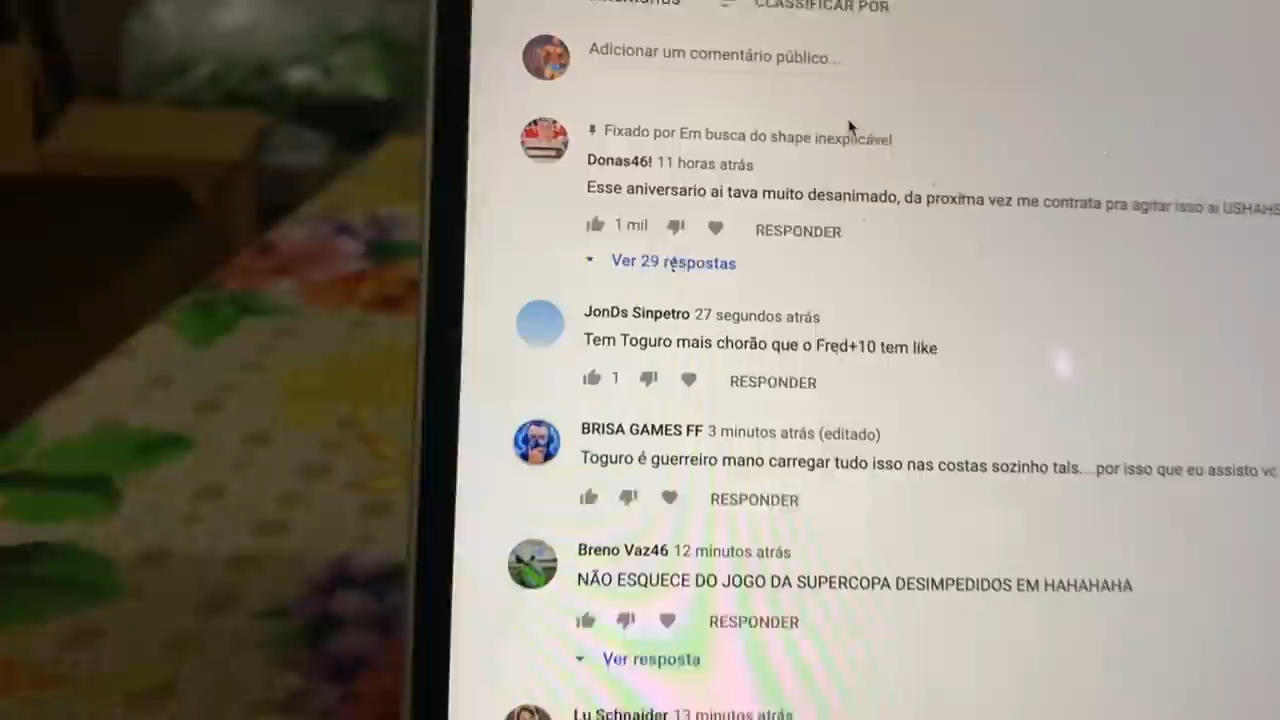 CLASSIFICAR POR
Adicionar um comentário público...
Fixado por Em busca do shape inexplicável
Donas46! 11 horas atrás
Esse aniversario ai tava muito desanimado, da proxima vez me contrata pra agitar isso ai USHAHS
1 mil RESPONDER
Ver 29 respostas
JonDs Sinpetro 27 segundos atrás
Tem Toguro mais chorão que o Fred+10 tem like
1 RESPONDER
BRISA GAMES FF 3 minutos atrás (editado)
Toguro é guerreiro mano carregar tudo isso nas costas sozinho tals....por isso que eu assisto vc
RESPONDER
Breno Vaz46 12 minutos atrás
NÃO ESQUECE DO JOGO DA SUPERCOPA DESIMPEDIDOS EM HAHAHAHA
RESPONDER
Ver resposta
Lu Schnaider 13 minutos atrás